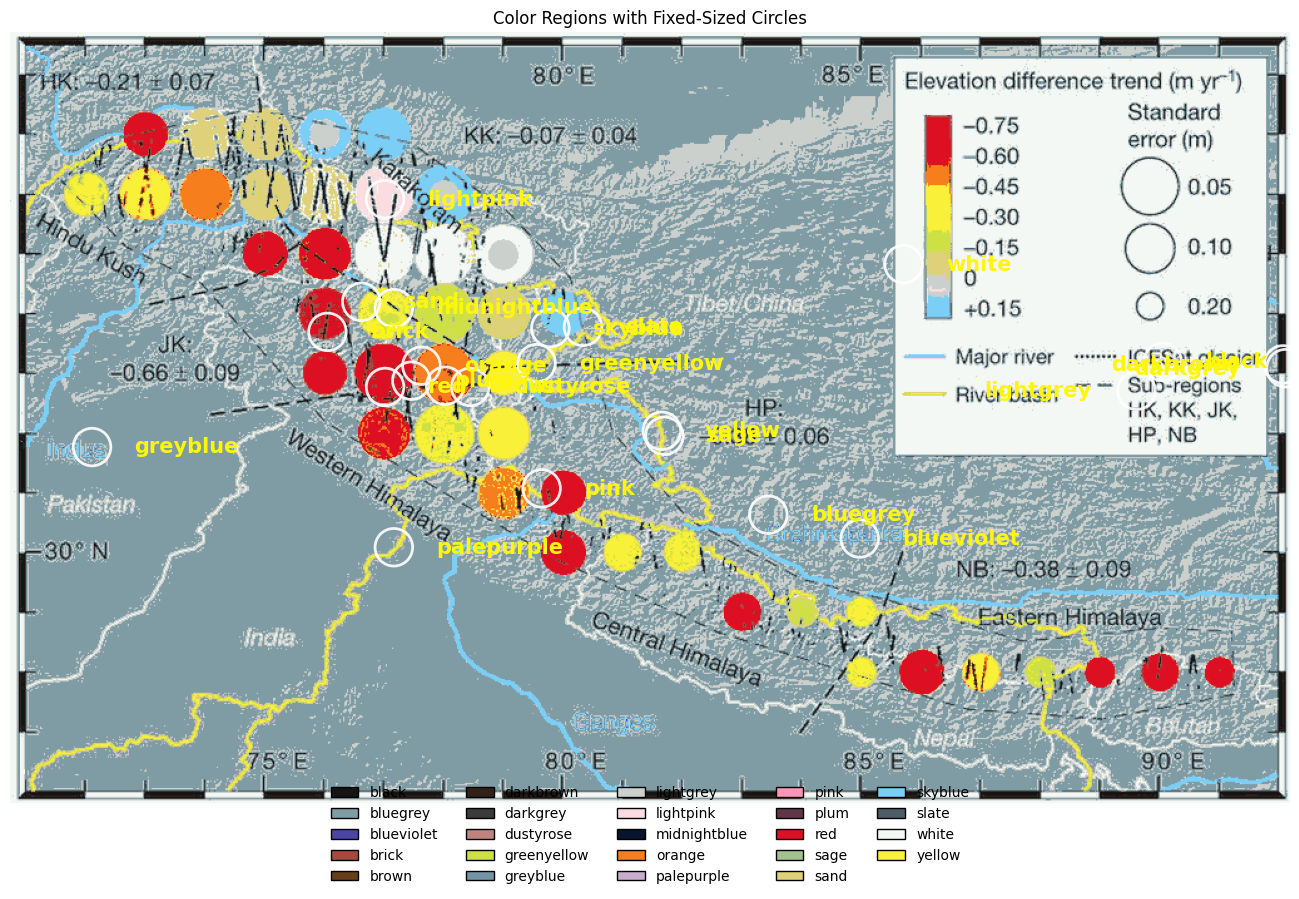 Color Regions with Fixed-Sized Circles
HK: −0.21 ± 0.07
80° E
85° E
KK: −0.07 ± 0.04
Elevation difference trend (m yr⁻¹)
−0.75
−0.60
−0.45
−0.30
−0.15
0
+0.15
Standard
error (m)
0.05
0.10
0.20
Major river
River basin
ICESat glacier
Sub-regions
HK, KK, JK,
HP, NB
Karakoram
lightpink
Hindu Kush
white
Tibet/China
sand
midnightblue
brick
skyblue
slate
JK:
−0.66 ± 0.09
orange
greenyellow
red
plum
dustyrose
darkgrey
black
lightgrey
HP:
± 0.06
yellow
sage
Indus
greyblue
Pakistan
Western Himalaya
pink
bluegrey
Brahmaputra
blueviolet
palepurple
30° N
NB: −0.38 ± 0.09
Eastern Himalaya
Central Himalaya
India
Ganges
Nepal
Bhutan
75° E
80° E
85° E
90° E
black
bluegrey
blueviolet
brick
brown
darkbrown
darkgrey
dustyrose
greenyellow
greyblue
lightgrey
lightpink
midnightblue
orange
palepurple
pink
plum
red
sage
sand
skyblue
slate
white
yellow